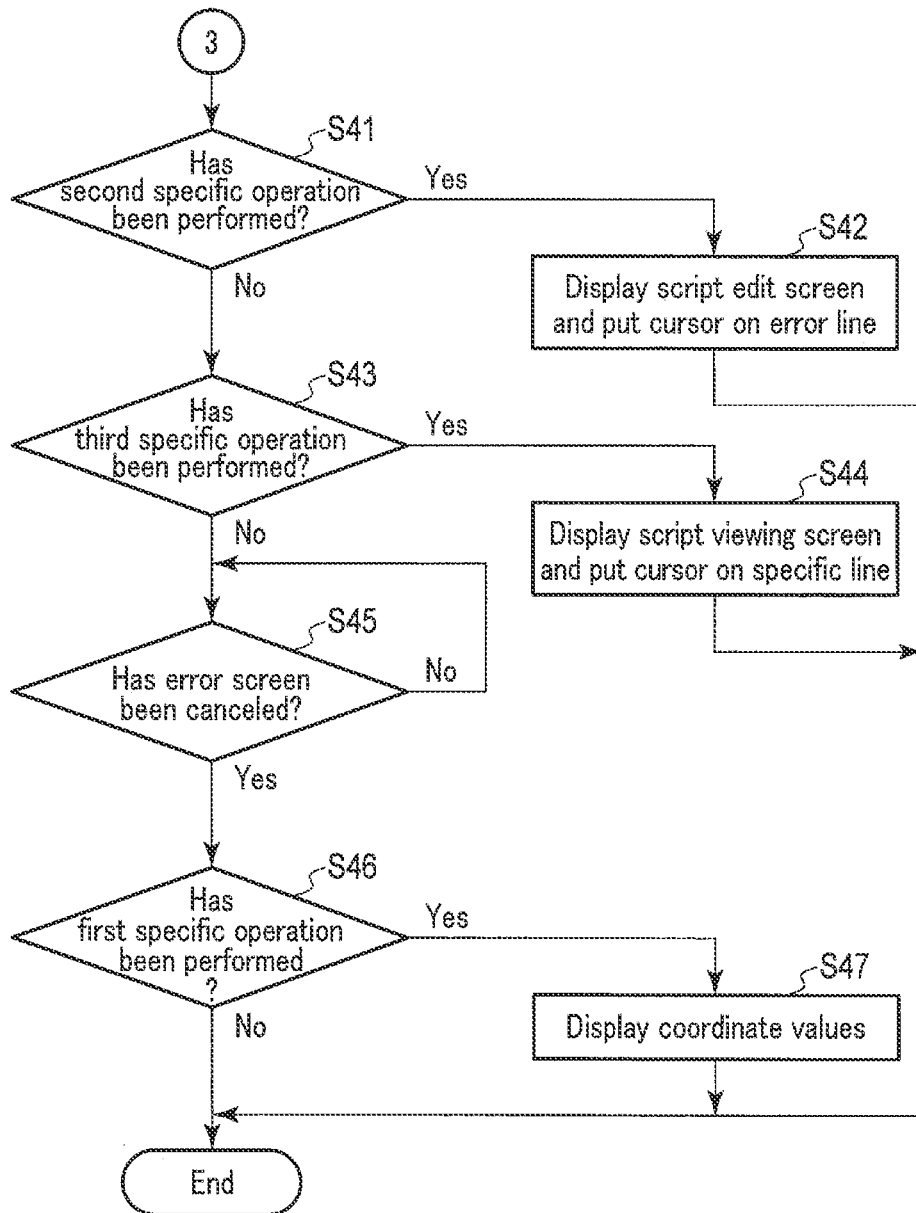 3
S41
Has
second specific operation
been performed?
Yes
No
S42
Display script edit screen
and put cursor on error line
S43
Has
third specific operation
been performed?
Yes
No
S44
Display script viewing screen
and put cursor on specific line
S45
Has error screen
been canceled?
No
Yes
S46
Has
first specific operation
been performed
?
Yes
No
S47
Display coordinate values
End